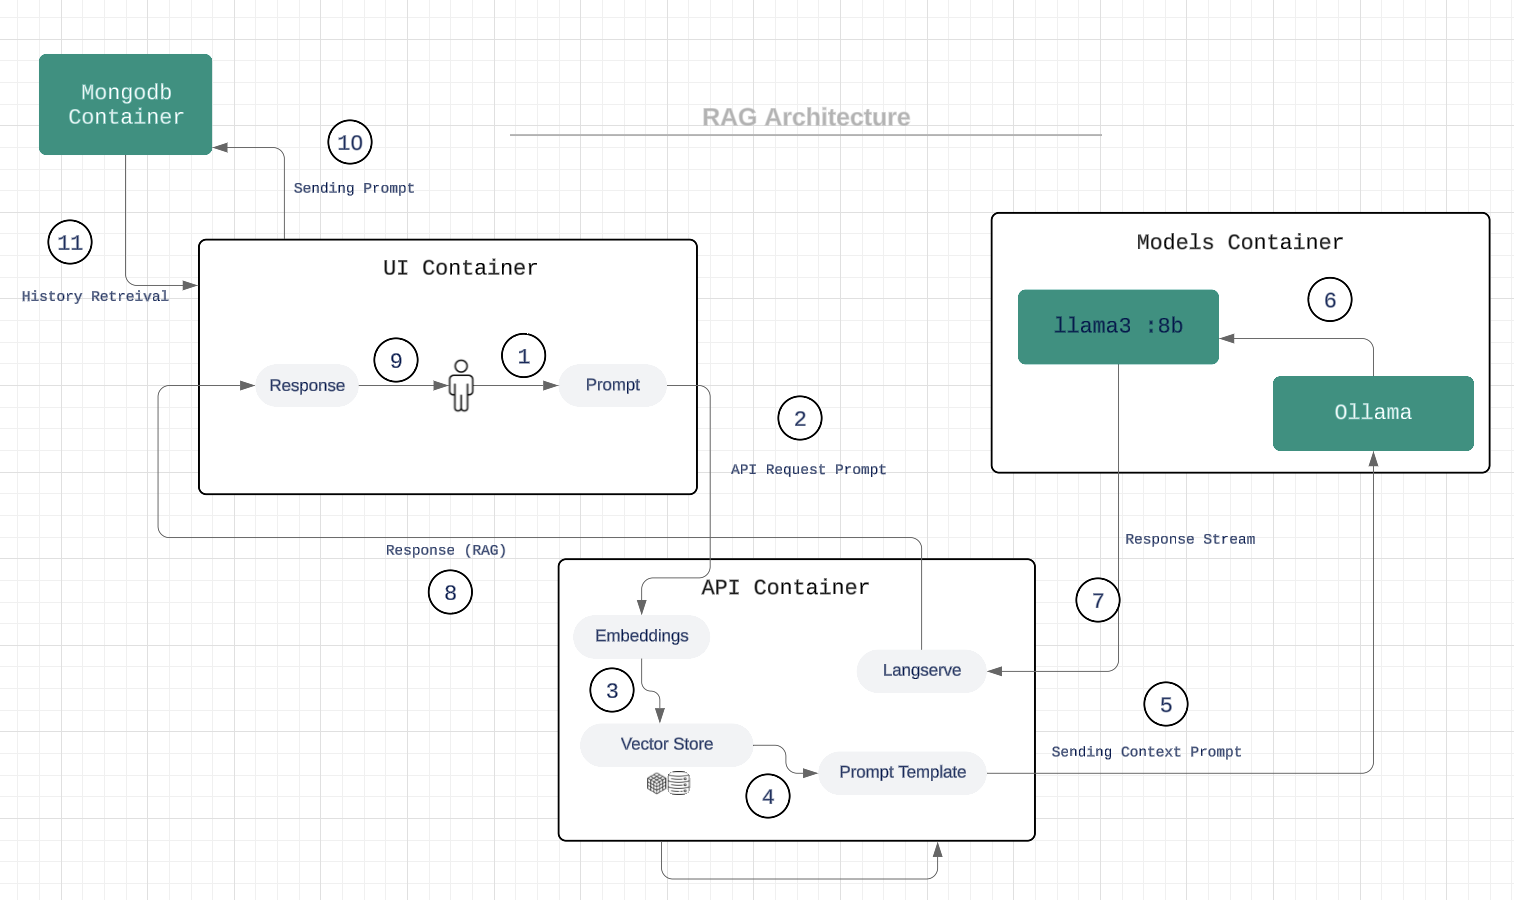 RAG Architecture
Mongodb
Container
10
Sending Prompt
11
History Retreival
UI Container
Response
9
1
Prompt
2
API Request Prompt
Models Container
llama3 :8b
6
Ollama
Response (RAG)
8
API Container
Embeddings
3
Vector Store
4
Prompt Template
Langserve
Response Stream
7
5
Sending Context Prompt